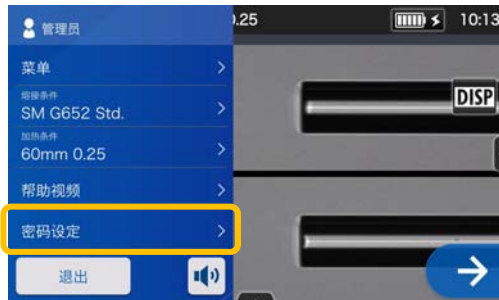 管理员
.25
10:13
菜单
熔接条件
SM G652 Std.
DISP
加热条件
60mm 0.25
帮助视频
密码设定
退出